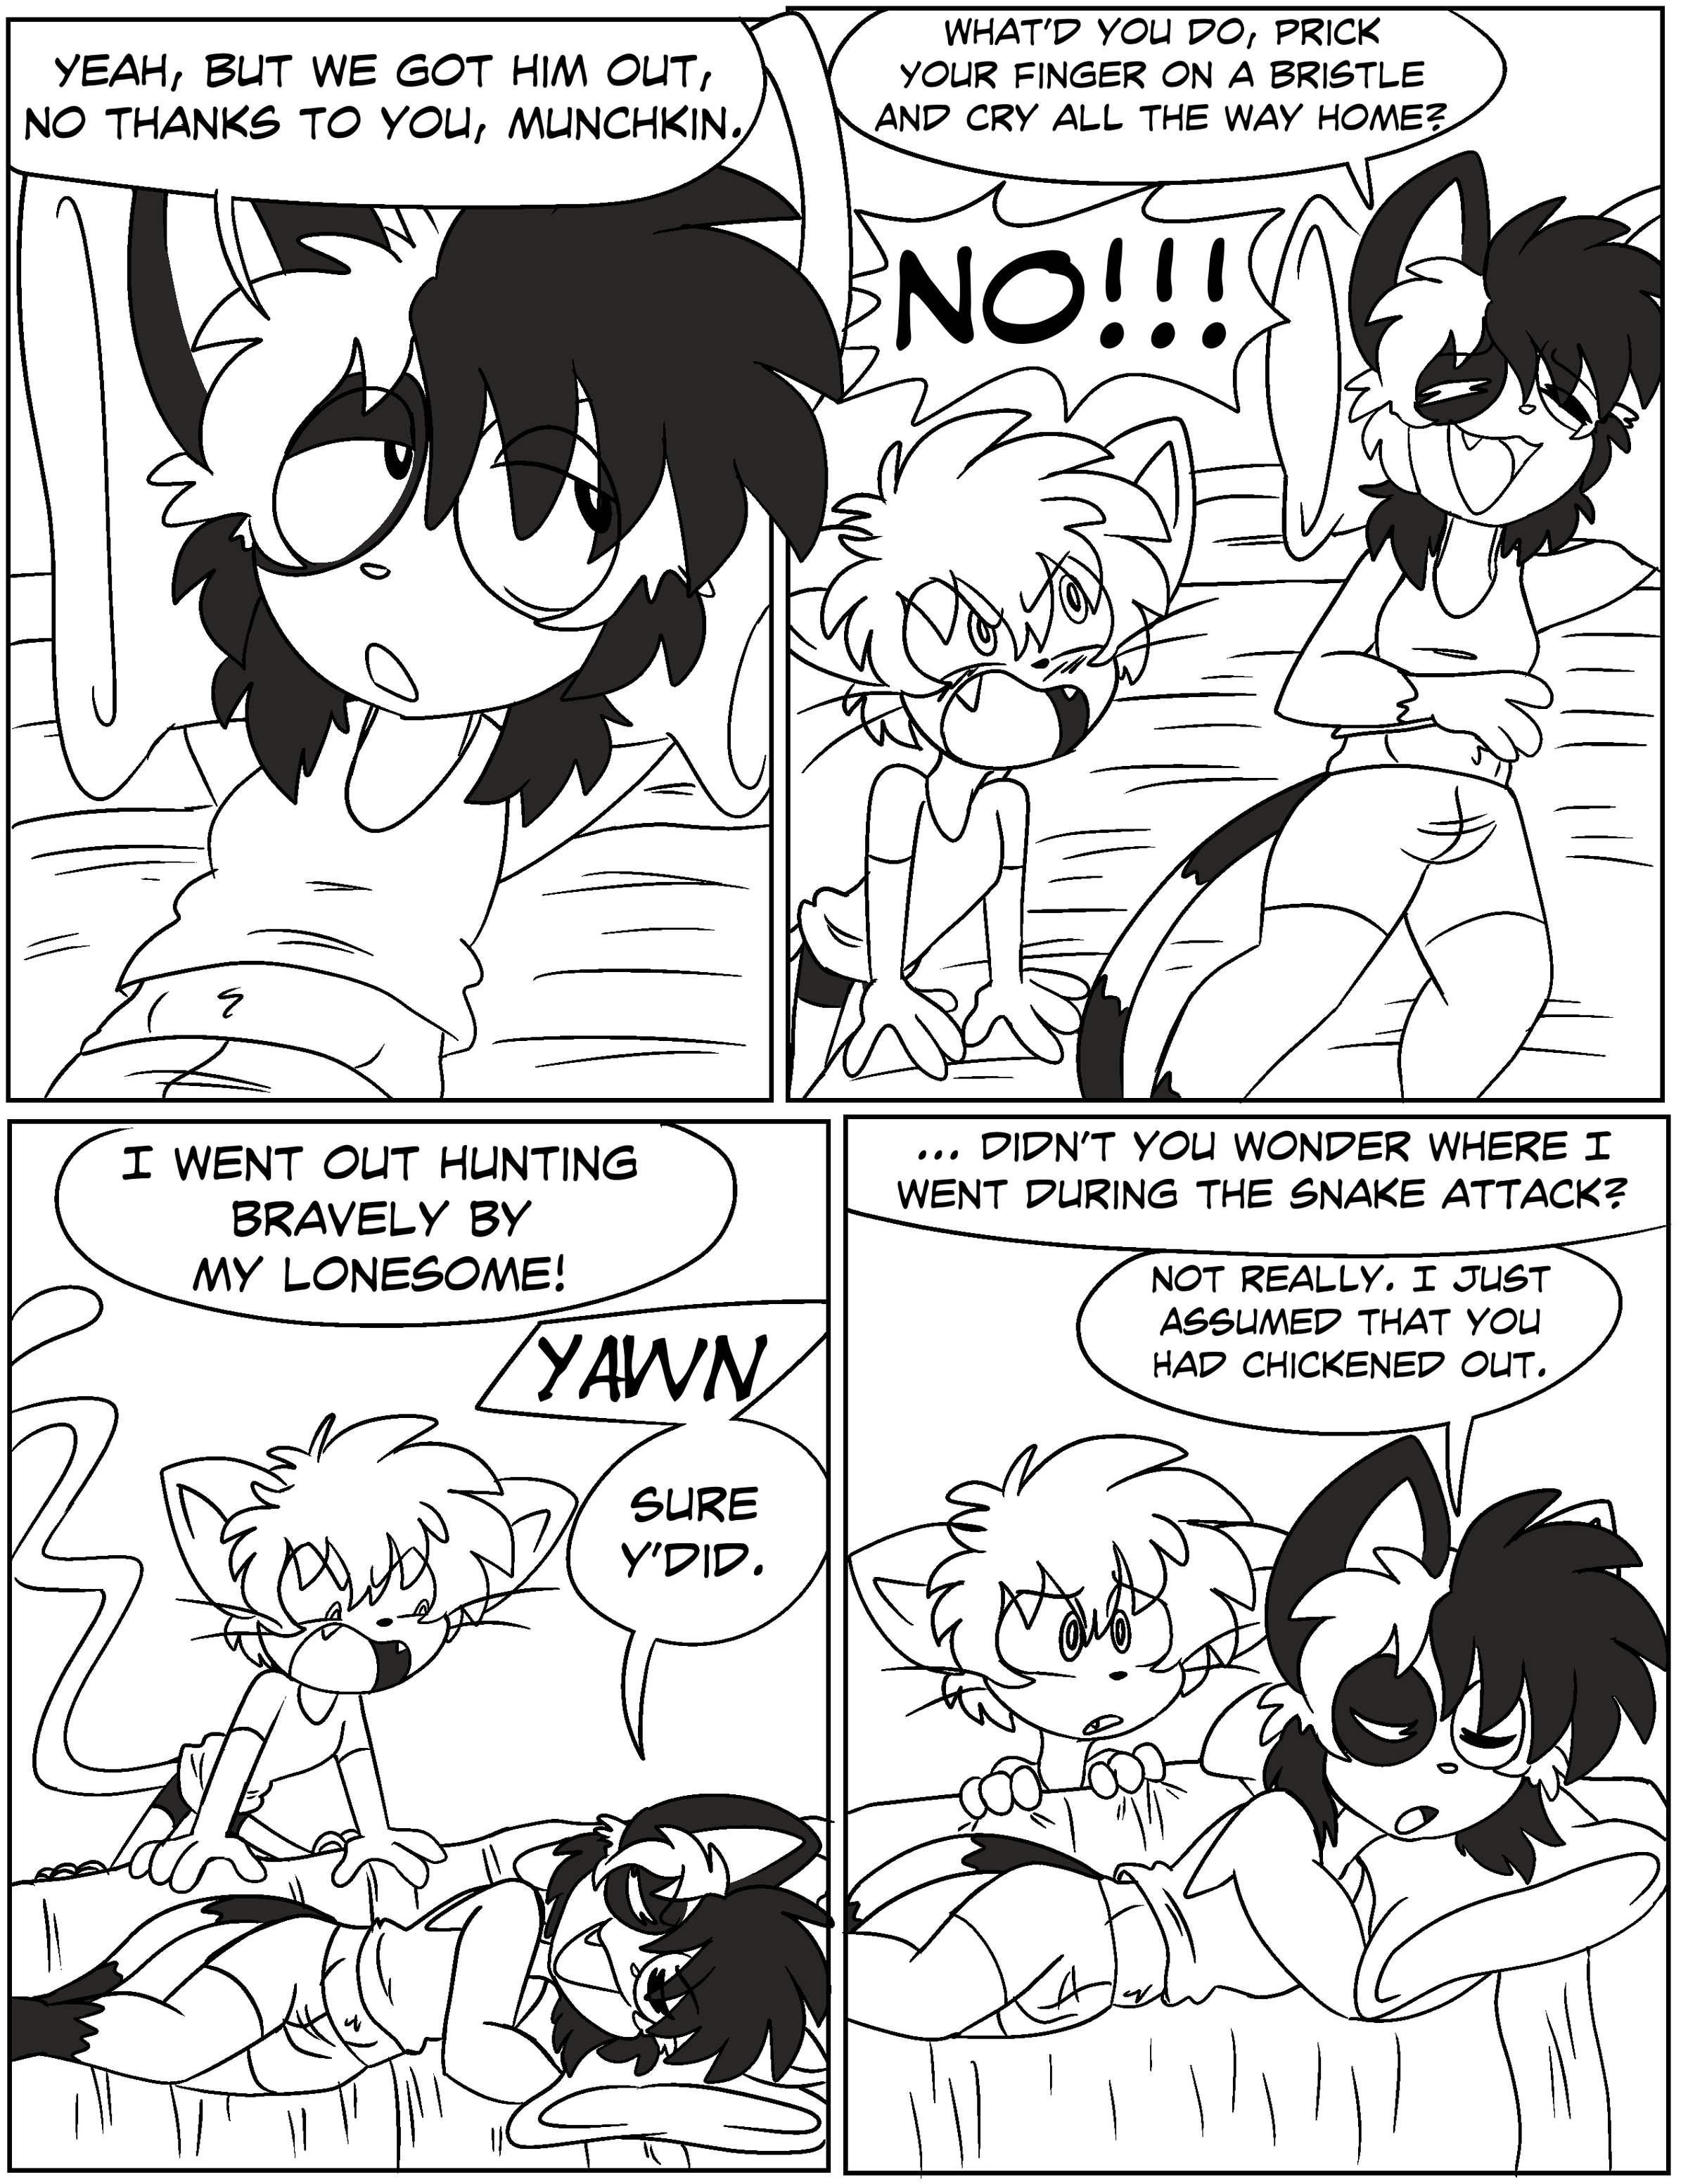 YEAH, BUT WE GOT HIM OUT,
NO THANKS TO YOU, MUNCHKIN.
WHAT'D YOU DO, PRICK
YOUR FINGER ON A BRISTLE
AND CRY ALL THE WAY HOME?
NO!!!
I WENT OUT HUNTING
BRAVELY BY
MY LONESOME!
YAWN
SURE
Y'DID.
... DIDN'T YOU WONDER WHERE I
WENT DURING THE SNAKE ATTACK?
NOT REALLY. I JUST
ASSUMED THAT YOU
HAD CHICKENED OUT.